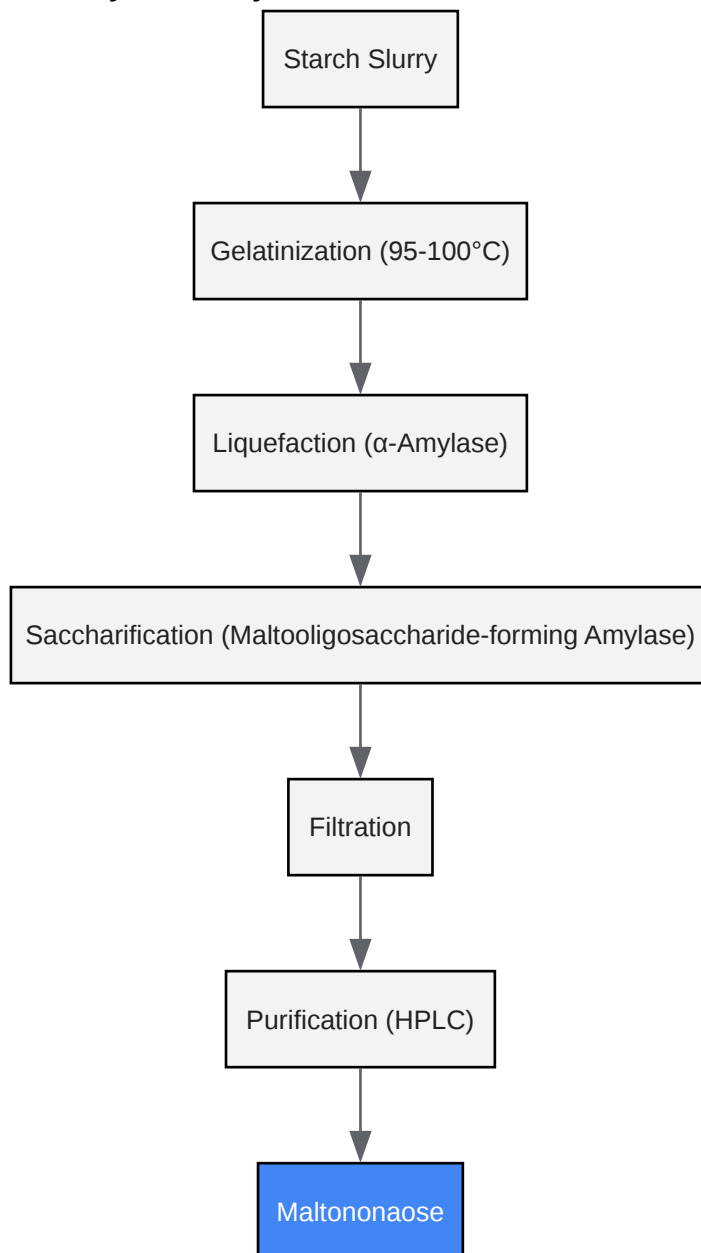 Starch Slurry
Gelatinization (95-100°C)
Liquefaction (α-Amylase)
Saccharification (Maltooligosaccharide-forming Amylase)
Filtration
Purification (HPLC)
Maltononaose